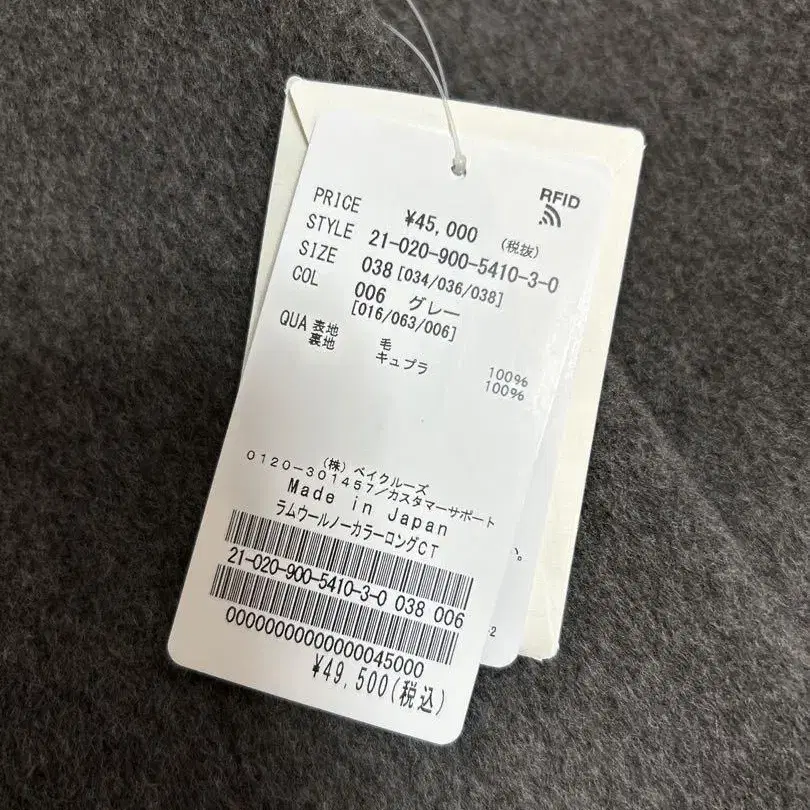 RFID
PRICE ¥45,000 (税抜)
STYLE 21-020-900-5410-3-0
SIZE 038 [034/036/038]
COL 006 グレー
[016/063/006]
QUA 表地 毛 100%
裏地 キュプラ 100%
(株) ベイクルーズ
0120-301457/カスタマーサポート
Made in Japan
ラムウールノーカラーロングCT
21-020-900-5410-3-0 038 006
0000000000000045000
¥49,500(税込)